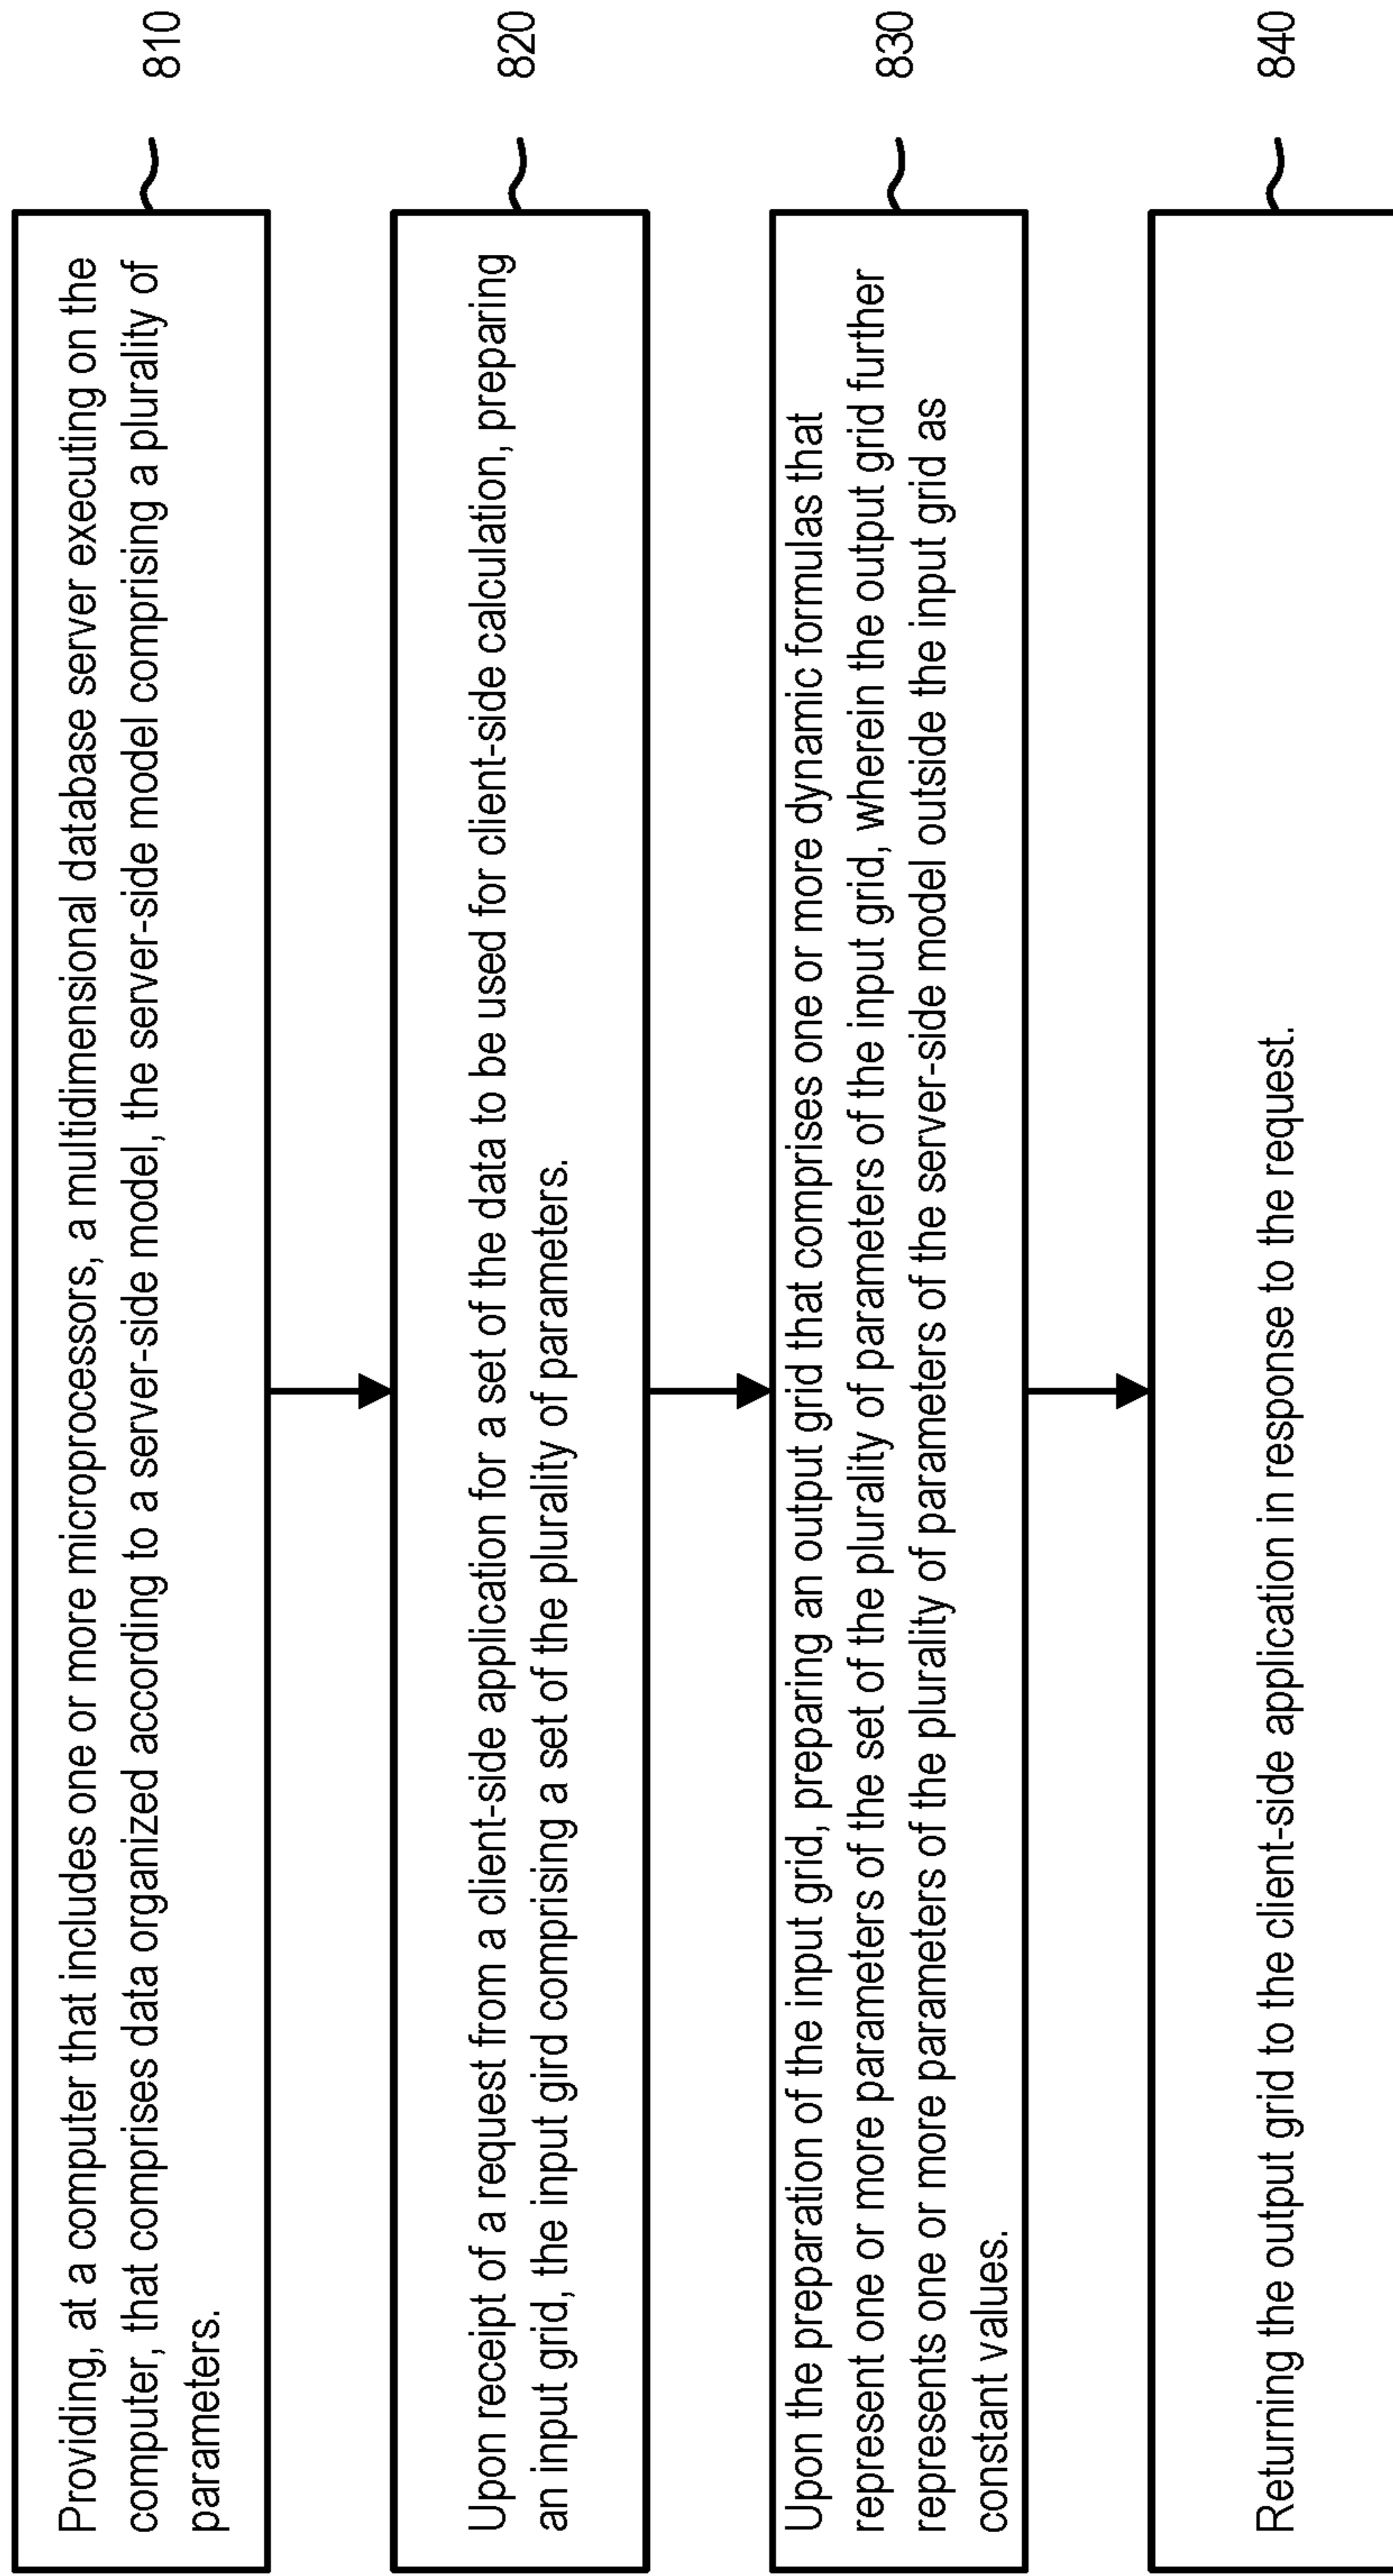 Providing, at a computer that includes one or more microprocessors, a multidimensional database server executing on the
computer, that comprises data organized according to a server-side model, the server-side model comprising a plurality of
parameters.
810
Upon receipt of a request from a client-side application for a set of the data to be used for client-side calculation, preparing
an input grid, the input gird comprising a set of the plurality of parameters.
820
Upon the preparation of the input grid, preparing an output grid that comprises one or more dynamic formulas that
represent one or more parameters of the set of the plurality of parameters of the input grid, wherein the output grid further
represents one or more parameters of the plurality of parameters of the server-side model outside the input grid as
constant values.
830
Returning the output grid to the client-side application in response to the request.
840